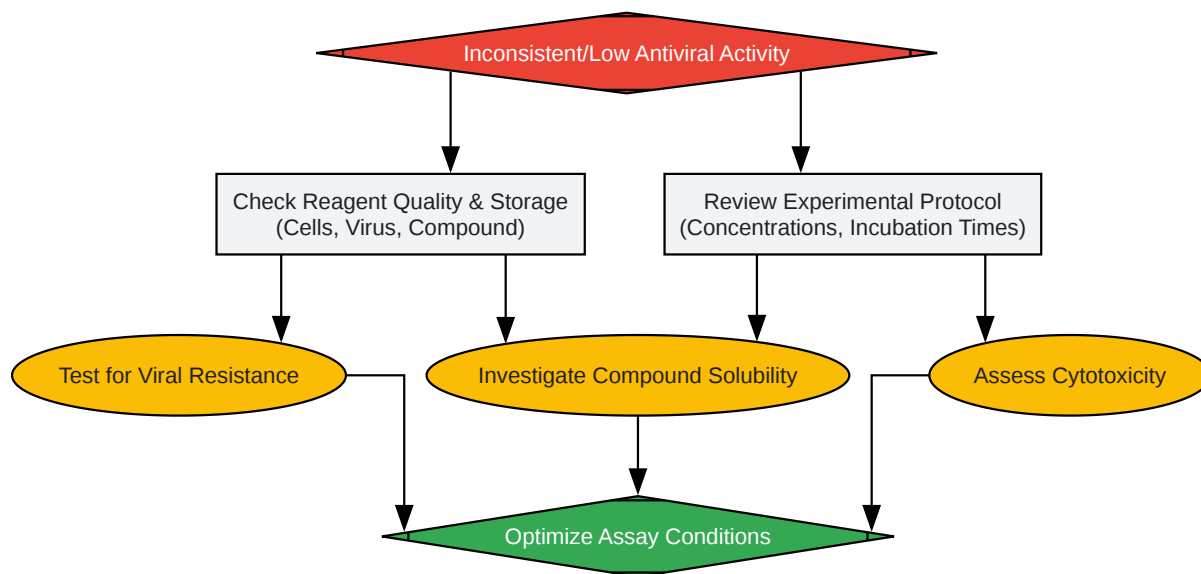 Inconsistent/Low Antiviral Activity
Check Reagent Quality & Storage
(Cells, Virus, Compound)
Review Experimental Protocol
(Concentrations, Incubation Times)
Test for Viral Resistance
Investigate Compound Solubility
Assess Cytotoxicity
Optimize Assay Conditions